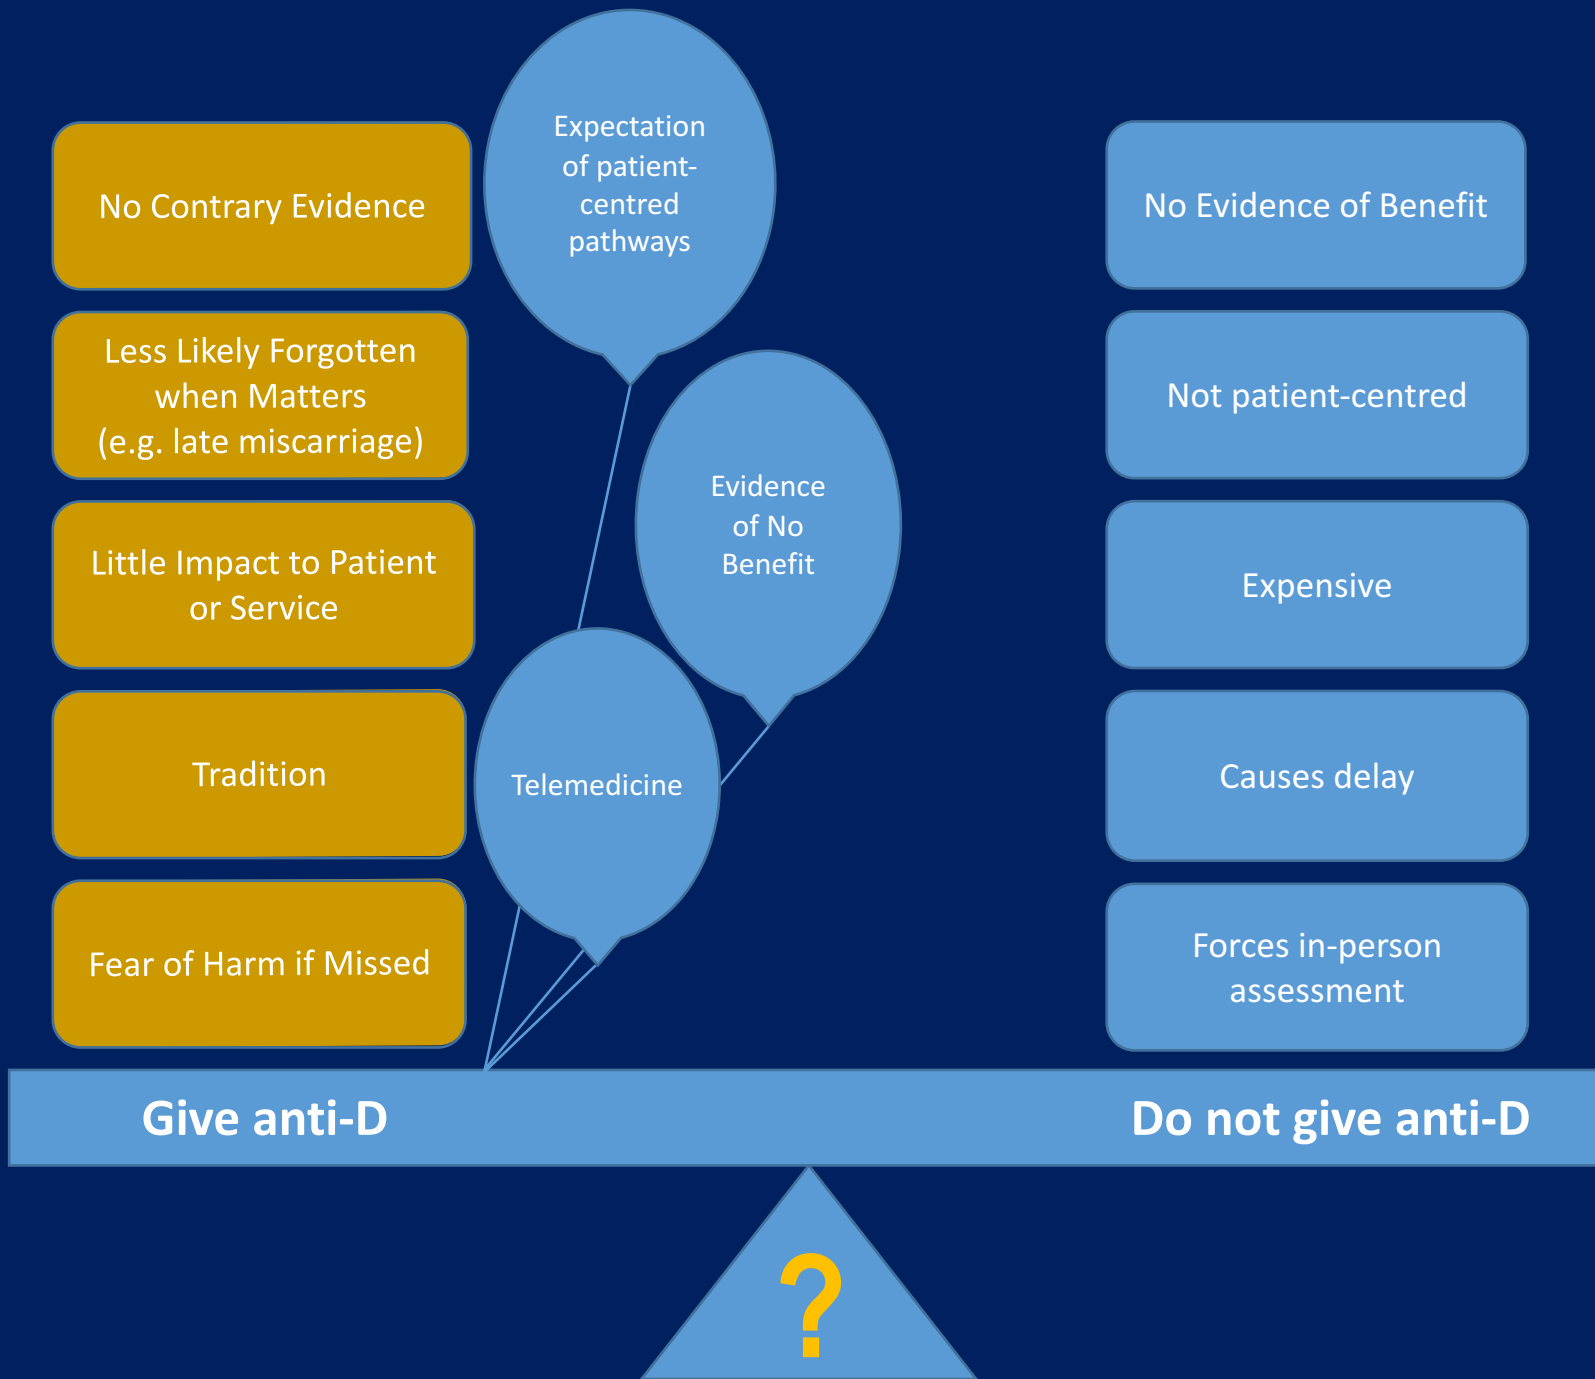 No Contrary Evidence
Less Likely Forgotten
when Matters
(e.g. late miscarriage)
Little Impact to Patient
or Service
Tradition
Fear of Harm if Missed
Expectation
of patient-
centred
pathways
Evidence
of No
Benefit
Telemedicine
No Evidence of Benefit
Not patient-centred
Expensive
Causes delay
Forces in-person
assessment
Give anti-D
Do not give anti-D
?